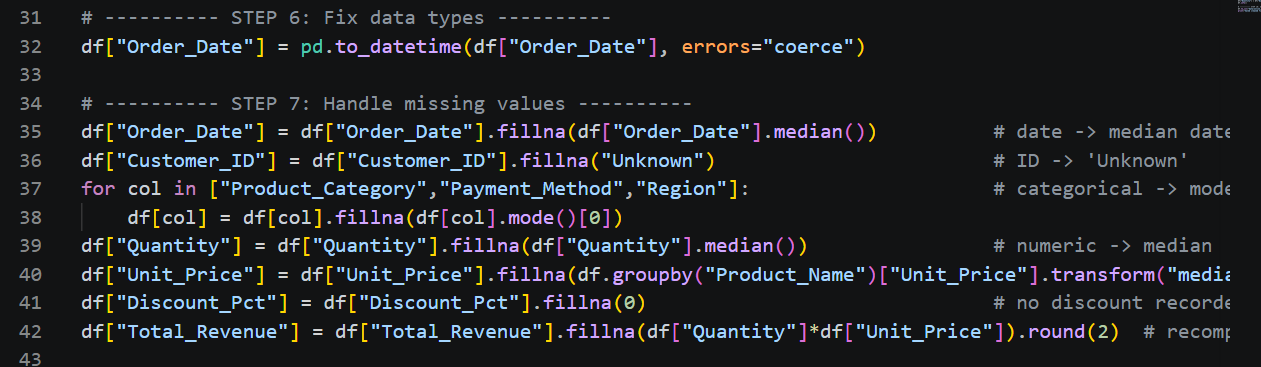 31 # ---------- STEP 6: Fix data types ----------
32 df["Order_Date"] = pd.to_datetime(df["Order_Date"], errors="coerce")
33
34 # ---------- STEP 7: Handle missing values ----------
35 df["Order_Date"] = df["Order_Date"].fillna(df["Order_Date"].median()) # date -> median date
36 df["Customer_ID"] = df["Customer_ID"].fillna("Unknown") # ID -> 'Unknown'
37 for col in ["Product_Category","Payment_Method","Region"]: # categorical -> mode
38 df[col] = df[col].fillna(df[col].mode()[0])
39 df["Quantity"] = df["Quantity"].fillna(df["Quantity"].median()) # numeric -> median
40 df["Unit_Price"] = df["Unit_Price"].fillna(df.groupby("Product_Name")["Unit_Price"].transform("media
41 df["Discount_Pct"] = df["Discount_Pct"].fillna(0) # no discount recorde
42 df["Total_Revenue"] = df["Total_Revenue"].fillna(df["Quantity"]*df["Unit_Price"]).round(2) # recomp
43